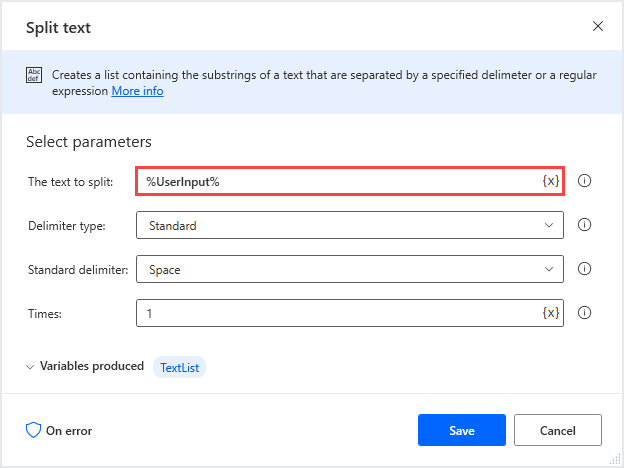 Split text
Abc
def
Creates a list containing the substrings of a text that are separated by a specified delimeter or a regular
expression More info
Select parameters
The text to split: %UserInput% {x}
Delimiter type: Standard
Standard delimiter: Space
Times: 1 {x}
Variables produced TextList
On error Save Cancel